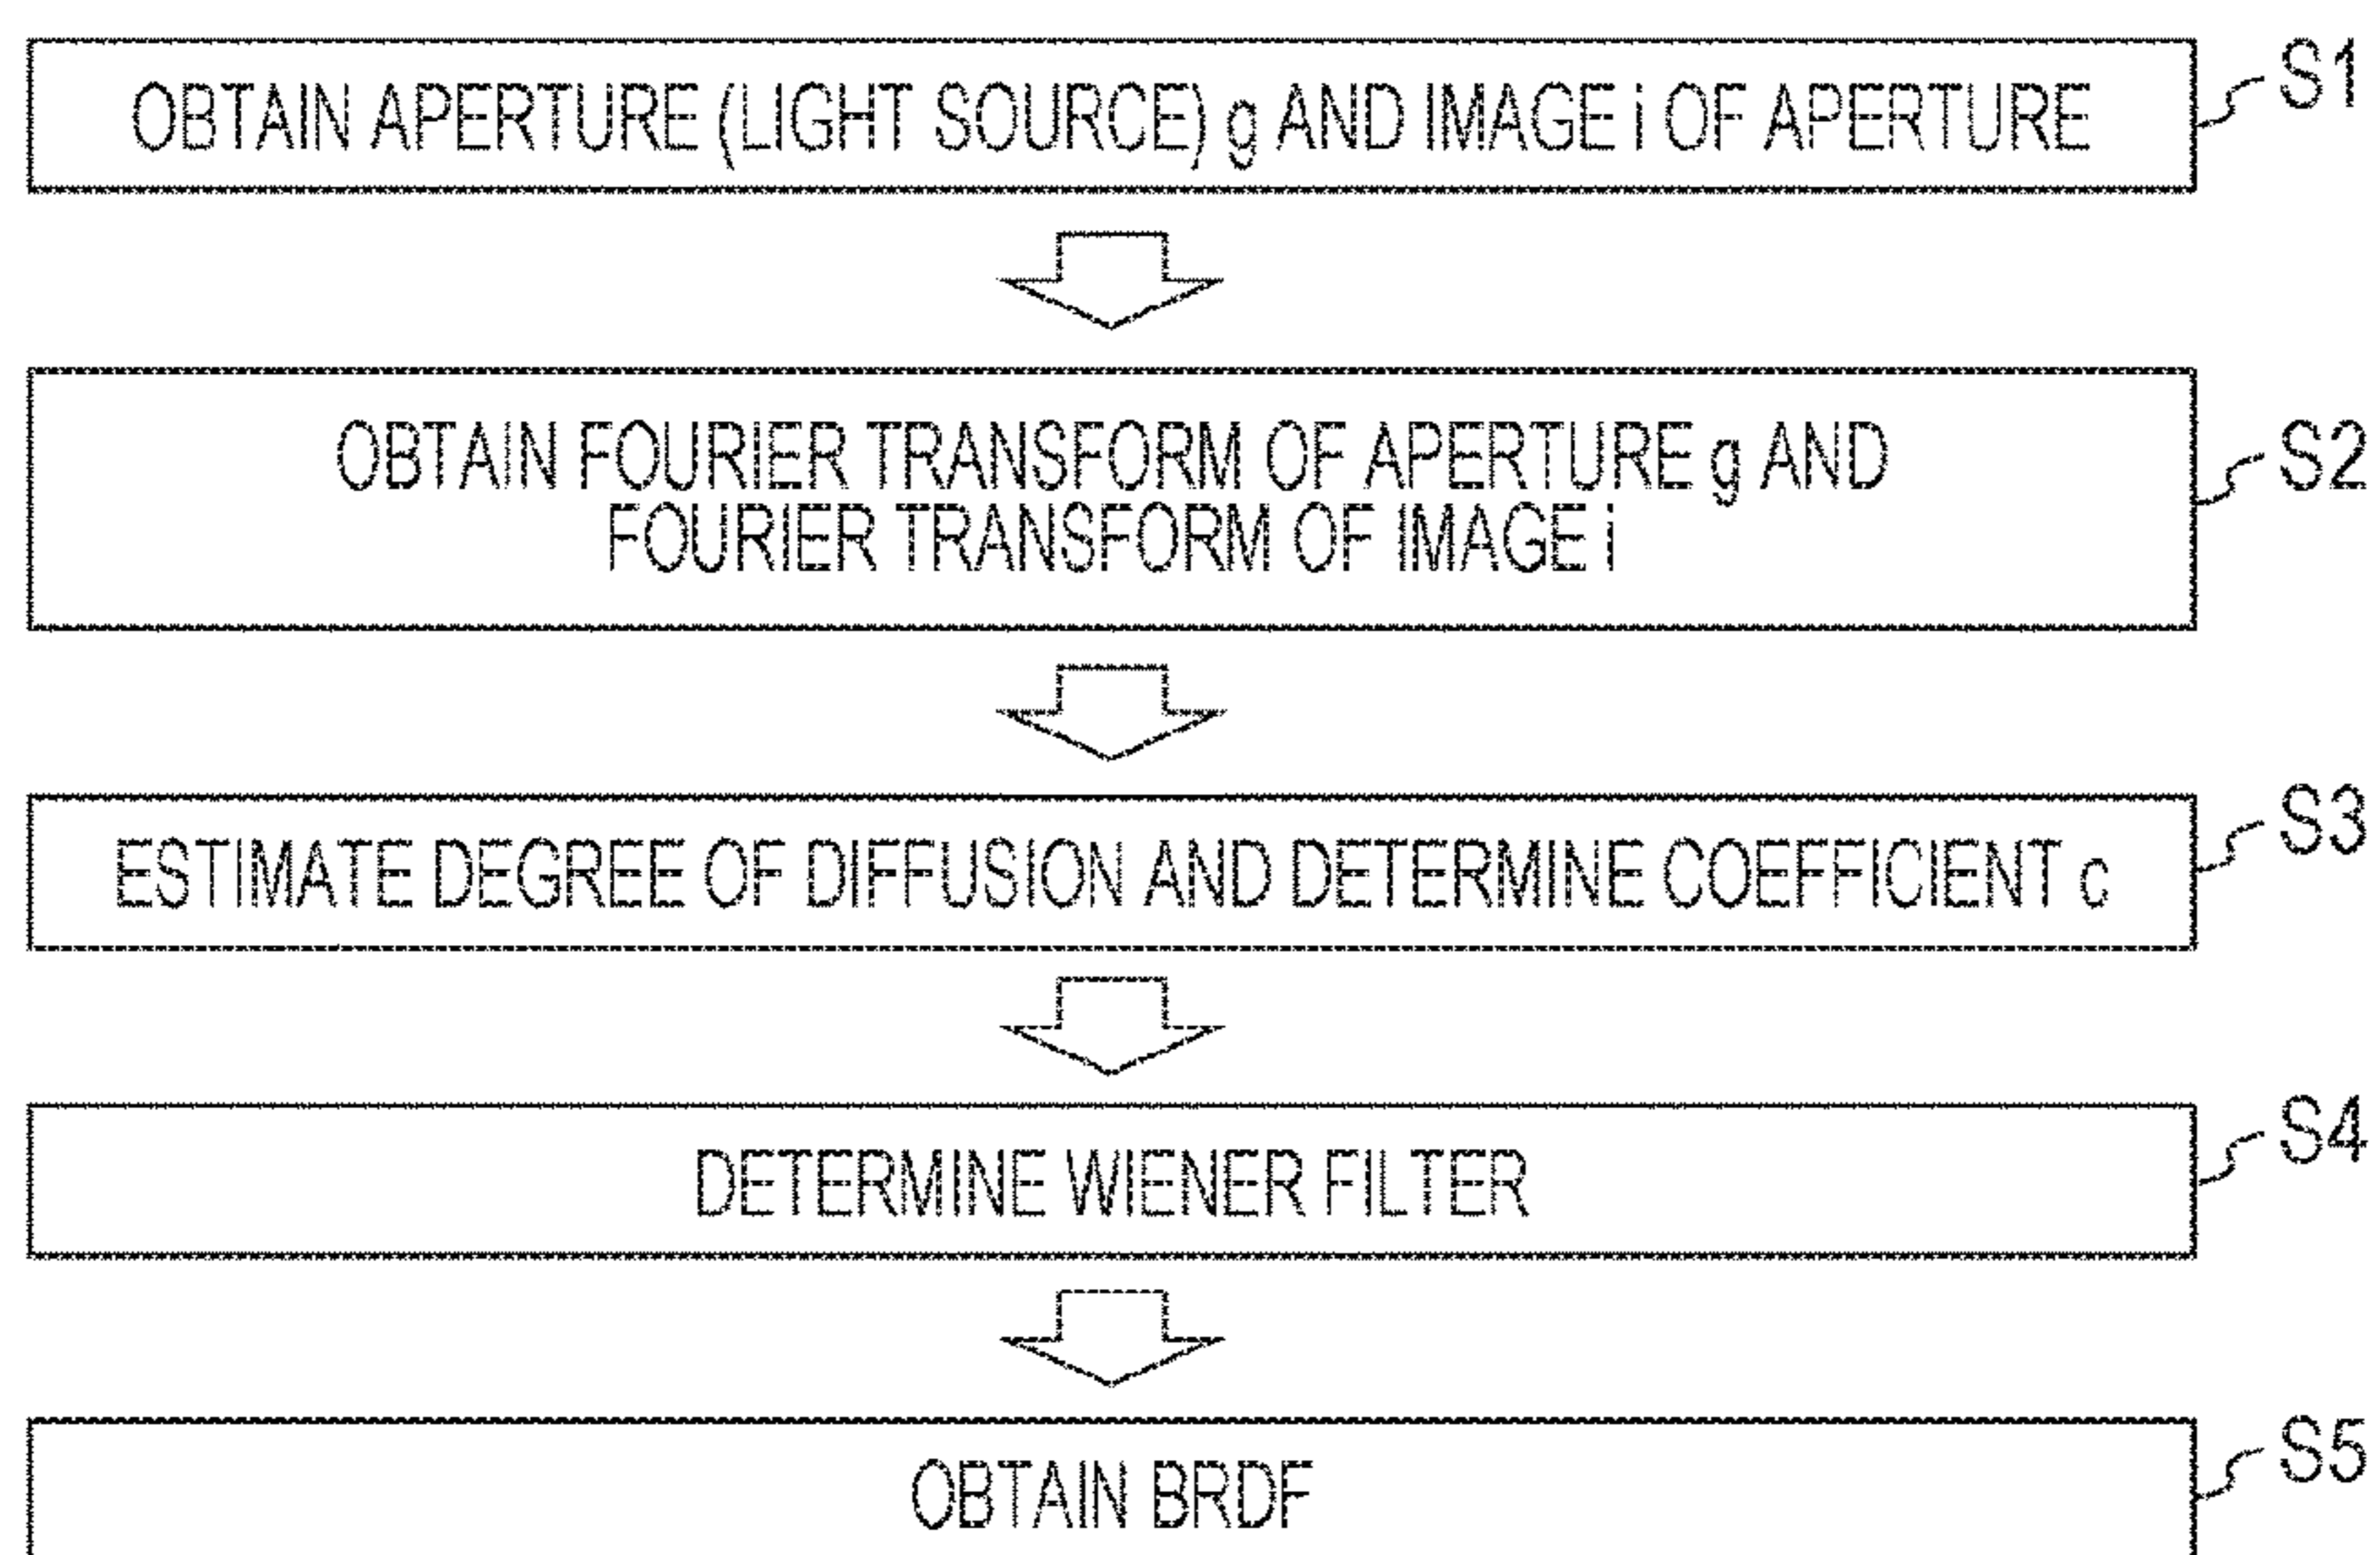 OBTAIN APERTURE (LIGHT SOURCE) g AND IMAGE i OF APERTURE
S1
OBTAIN FOURIER TRANSFORM OF APERTURE g AND
FOURIER TRANSFORM OF IMAGE i
S2
ESTIMATE DEGREE OF DIFFUSION AND DETERMINE COEFFICIENT c
S3
DETERMINE WIENER FILTER
S4
OBTAIN BRDF
S5